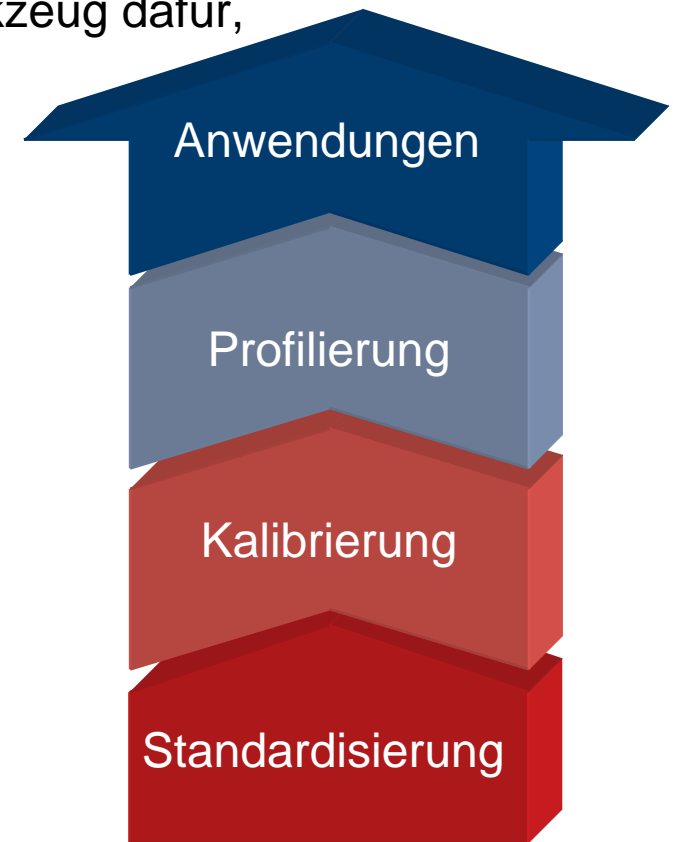 kzeug dafür,
Anwendungen
Profilierung
Kalibrierung
Standardisierung